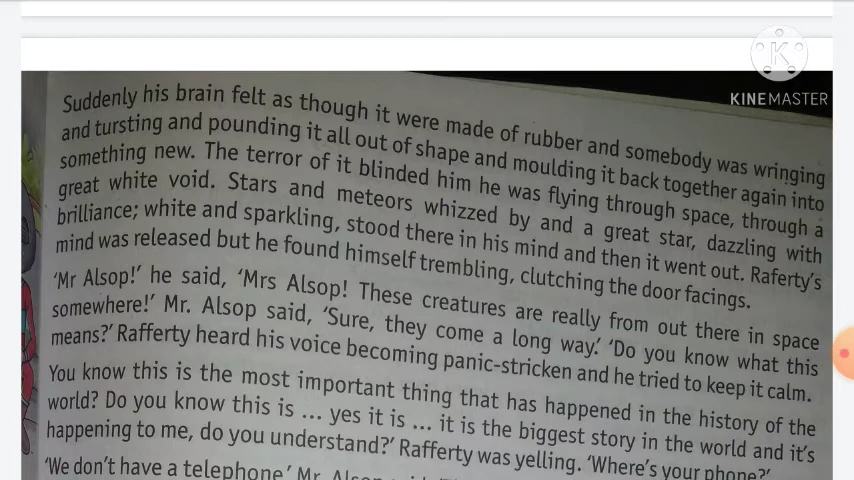 K
KINEMASTER
Suddenly his brain felt as though it were made of rubber and somebody was wringing
and tursting and pounding it all out of shape and moulding it back together again into
something new. The terror of it blinded him he was flying through space, through a
great white void. Stars and meteors whizzed by and a great star, dazzling with
brilliance; white and sparkling, stood there in his mind and then it went out. Raferty's
mind was released but he found himself trembling, clutching the door facings.
'Mr Alsop!' he said, 'Mrs Alsop! These creatures are really from out there in space
somewhere!' Mr. Alsop said, 'Sure, they come a long way.' 'Do you know what this
means?' Rafferty heard his voice becoming panic-stricken and he tried to keep it calm.
You know this is the most important thing that has happened in the history of the
world? Do you know this is ... yes it is ... it is the biggest story in the world and it's
happening to me, do you understand?' Rafferty was yelling. 'Where's your phone?'
'We don't have a telephone,' Mr.